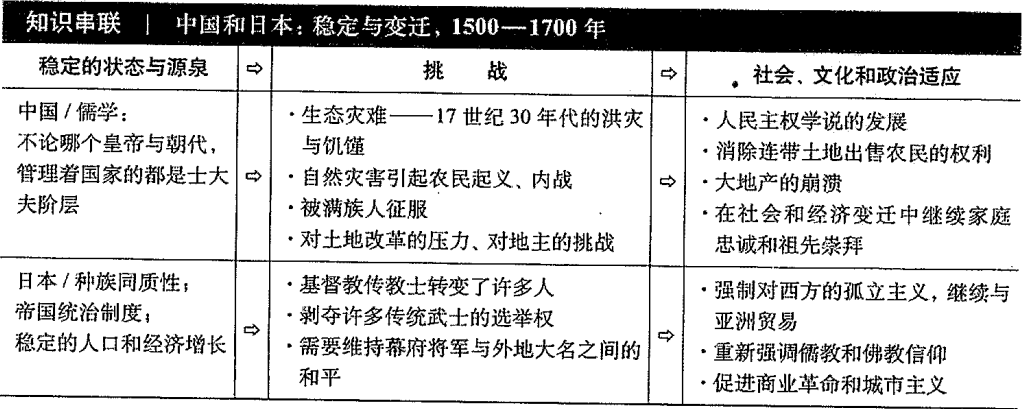 知识串联 | 中国和日本：稳定与变迁，1500—1700 年
稳定的状态与源泉 ⇨ 挑 战 ⇨ 社会、文化和政治适应
中国 / 儒学：
不论哪个皇帝与朝代，
管理着国家的都是士大
夫阶层
⇨
· 生态灾难——17 世纪 30 年代的洪灾
与饥馑
· 自然灾害引起农民起义、内战
· 被满族人征服
· 对土地改革的压力、对地主的挑战
⇨
· 人民主权学说的发展
· 消除连带土地出售农民的权利
· 大地产的崩溃
· 在社会和经济变迁中继续家庭
忠诚和祖先崇拜
日本 / 种族同质性；
帝国统治制度；
稳定的人口和经济增长
⇨
· 基督教传教士转变了许多人
· 剥夺许多传统武士的选举权
· 需要维持幕府将军与外地大名之间的
和平
⇨
· 强制对西方的孤立主义，继续与
亚洲贸易
· 重新强调儒教和佛教信仰
· 促进商业革命和城市主义